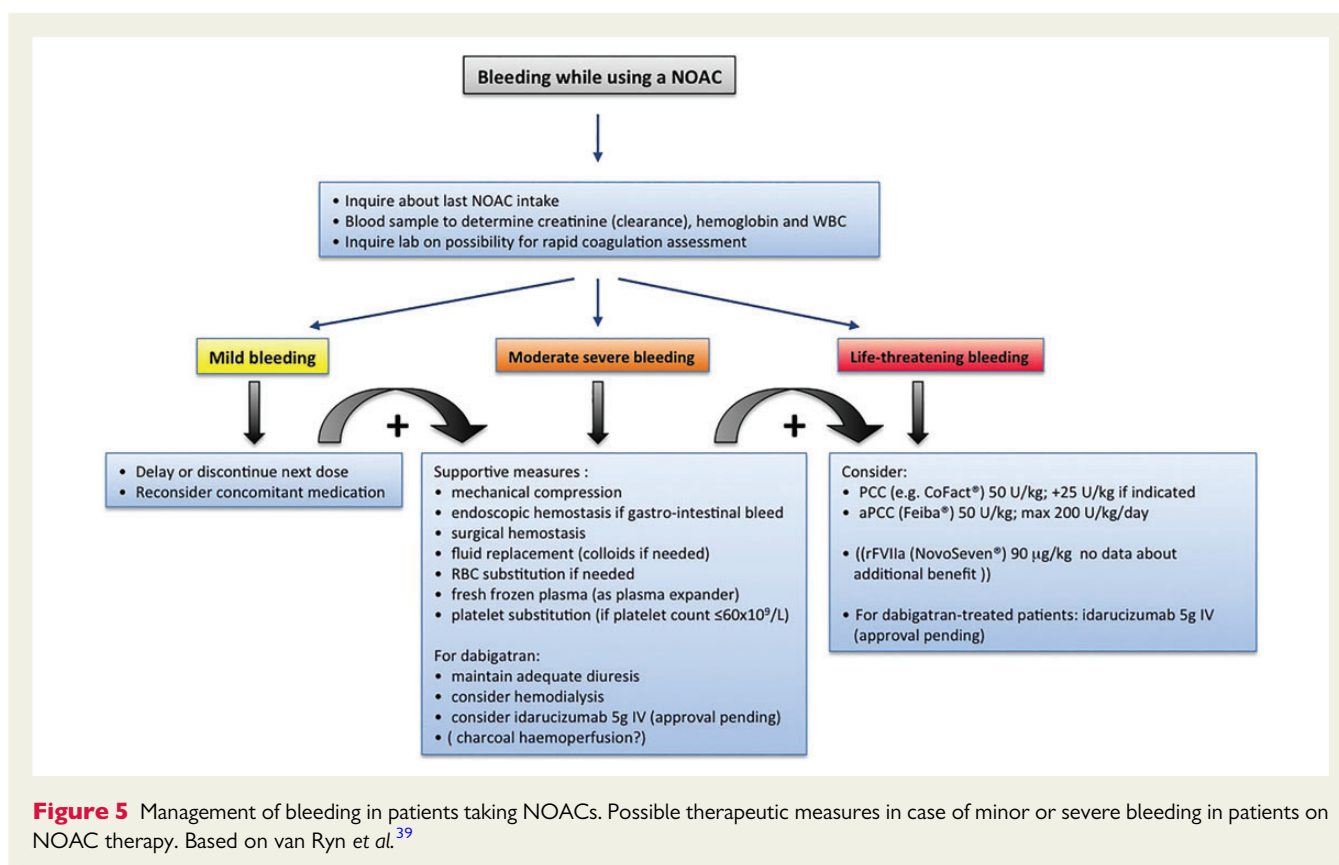 Bleeding while using a NOAC
• Inquire about last NOAC intake
• Blood sample to determine creatinine (clearance), hemoglobin and WBC
• Inquire lab on possibility for rapid coagulation assessment
Mild bleeding
Moderate severe bleeding
Life-threatening bleeding
+
+
• Delay or discontinue next dose
• Reconsider concomitant medication
Supportive measures :
• mechanical compression
• endoscopic hemostasis if gastro-intestinal bleed
• surgical hemostasis
• fluid replacement (colloids if needed)
• RBC substitution if needed
• fresh frozen plasma (as plasma expander)
• platelet substitution (if platelet count ≤60x10⁹/L)
For dabigatran:
• maintain adequate diuresis
• consider hemodialysis
• consider idarucizumab 5g IV (approval pending)
• ( charcoal haemoperfusion?)
Consider:
• PCC (e.g. CoFact®) 50 U/kg; +25 U/kg if indicated
• aPCC (Feiba®) 50 U/kg; max 200 U/kg/day
• ((rFVIIa (NovoSeven®) 90 µg/kg no data about
additional benefit ))
• For dabigatran-treated patients: idarucizumab 5g IV
(approval pending)
Figure 5 Management of bleeding in patients taking NOACs. Possible therapeutic measures in case of minor or severe bleeding in patients on
NOAC therapy. Based on van Ryn et al.³⁹